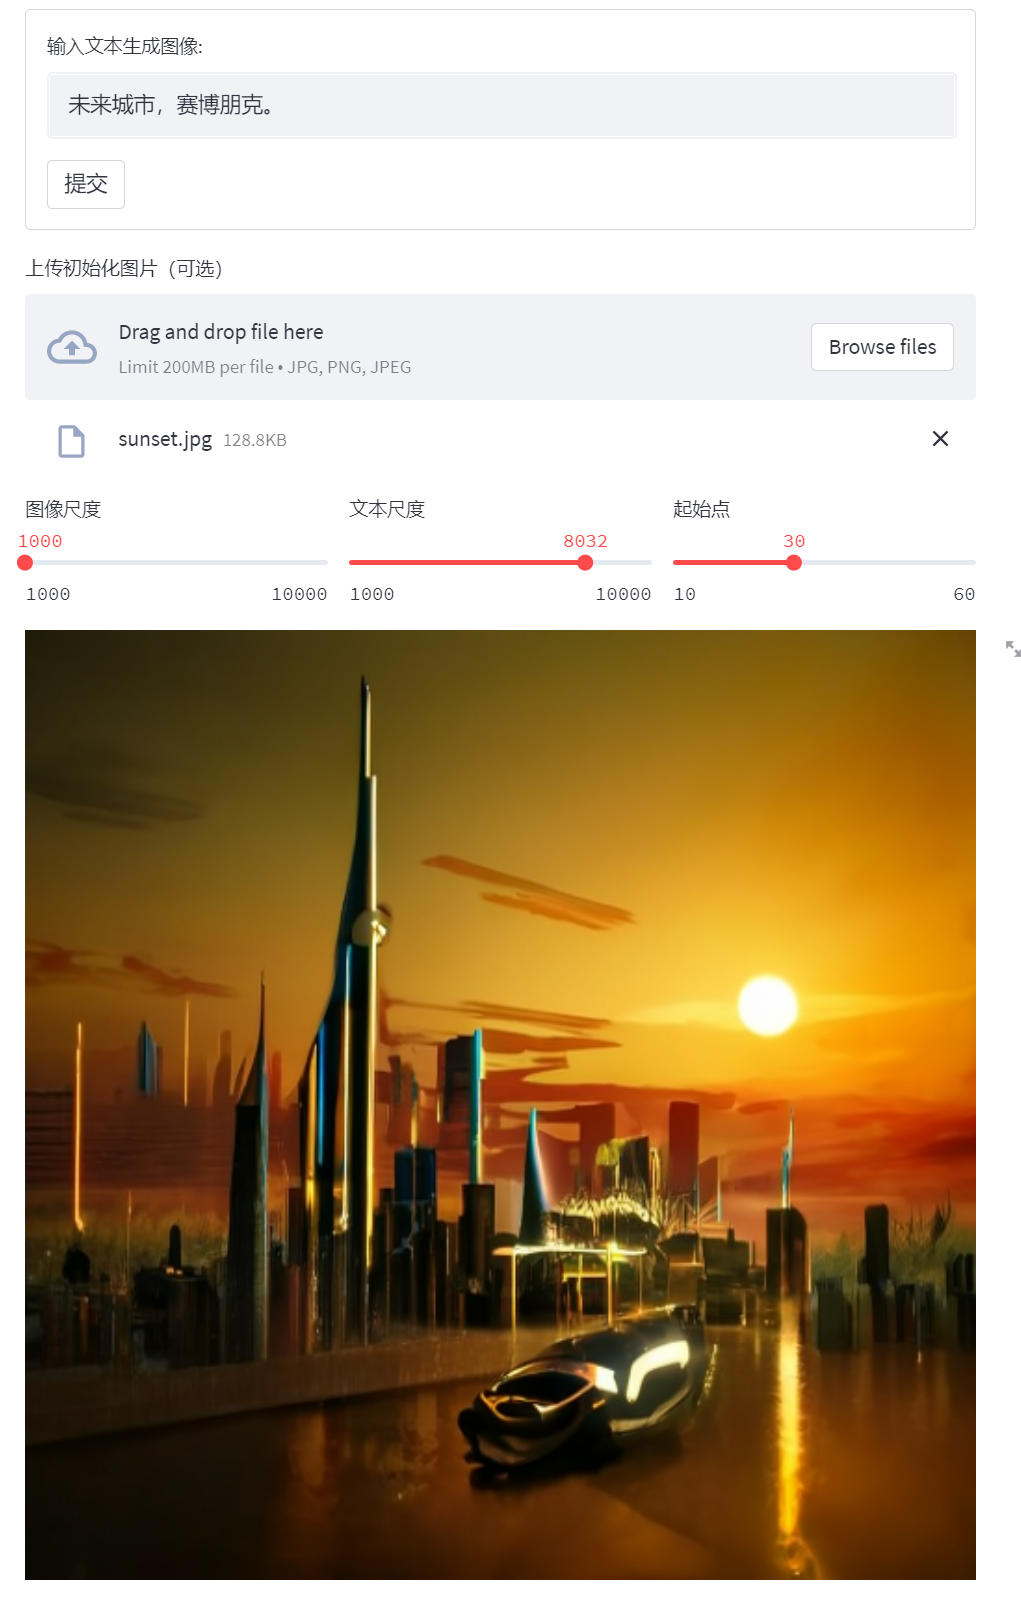 输入文本生成图像:
未来城市，赛博朋克。
提交
上传初始化图片（可选）
Drag and drop file here
Limit 200MB per file • JPG, PNG, JPEG
Browse files
sunset.jpg 128.8KB
图像尺度 文本尺度 起始点
1000 8032 30
1000 10000 1000 10000 10 60